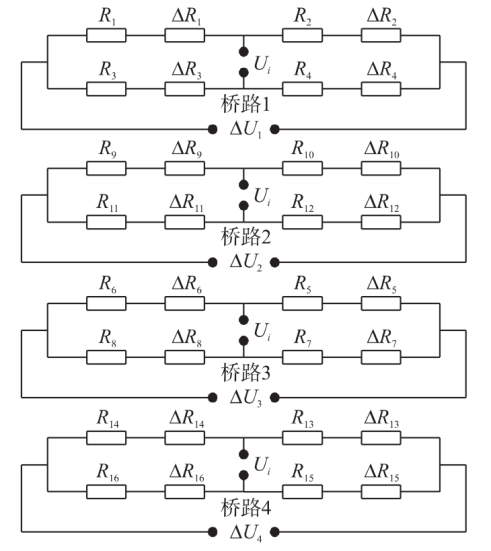 R₁ ΔR₁ R₂ ΔR₂
Uᵢ
R₃ ΔR₃ R₄ ΔR₄
桥路1
ΔU₁
R₉ ΔR₉ R₁₀ ΔR₁₀
Uᵢ
R₁₁ ΔR₁₁ R₁₂ ΔR₁₂
桥路2
ΔU₂
R₆ ΔR₆ R₅ ΔR₅
Uᵢ
R₈ ΔR₈ R₇ ΔR₇
桥路3
ΔU₃
R₁₄ ΔR₁₄ R₁₃ ΔR₁₃
Uᵢ
R₁₆ ΔR₁₆ R₁₅ ΔR₁₅
桥路4
ΔU₄